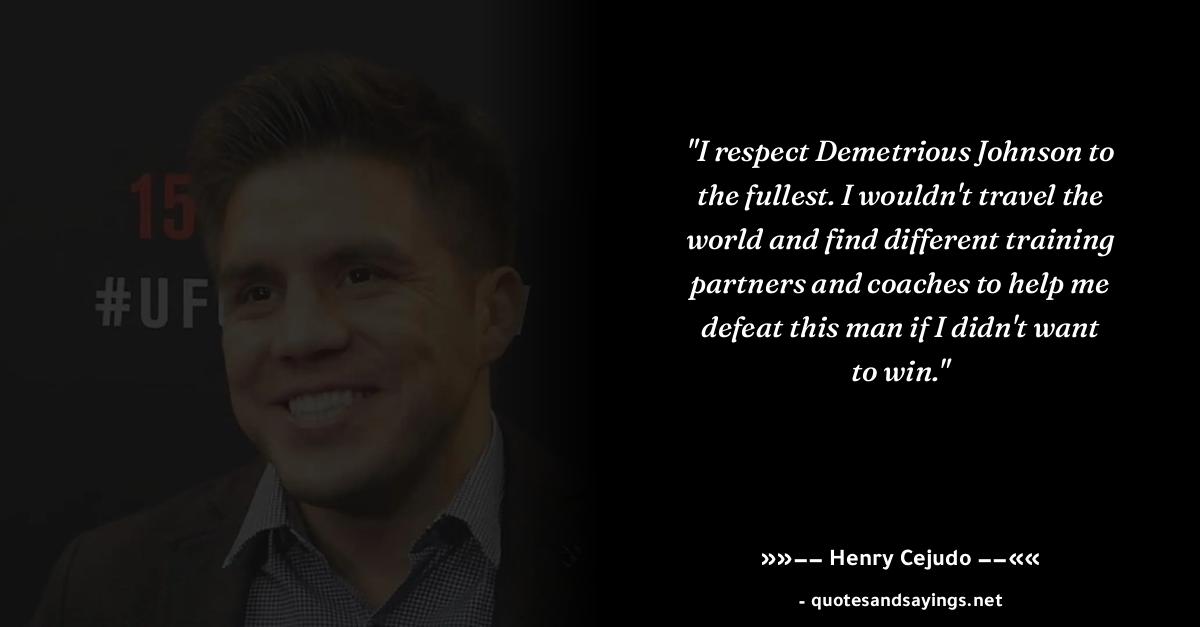 15
#UF
"I respect Demetrious Johnson to
the fullest. I wouldn't travel the
world and find different training
partners and coaches to help me
defeat this man if I didn't want
to win."
»»—— Henry Cejudo ——««
- quotesandsayings.net